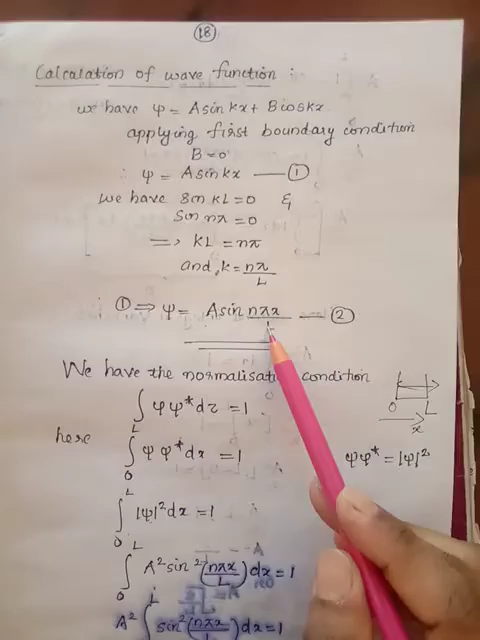 18
Calculation of wave function :
we have ψ = A sin kx + B cos kx
applying first boundary condition
B = 0
∴ ψ = A sin kx — ①
we have Sin KL = 0 &
Sin nπ = 0
⇒, KL = nπ
and, k = nπ/L
∴ ① ⇒ ψ = A sin nπx/L — ②
We have the normalisation condition
∫ ψψ* dτ = 1
0 L
x
here ∫₀ᴸ ψψ* dx = 1 ψψ* = |ψ|²
∫₀ᴸ |ψ|² dx = 1
∫₀ᴸ A² sin² (nπx/L) dx = 1
A² ∫ᴸ sin² (nπx/L) dx = 1